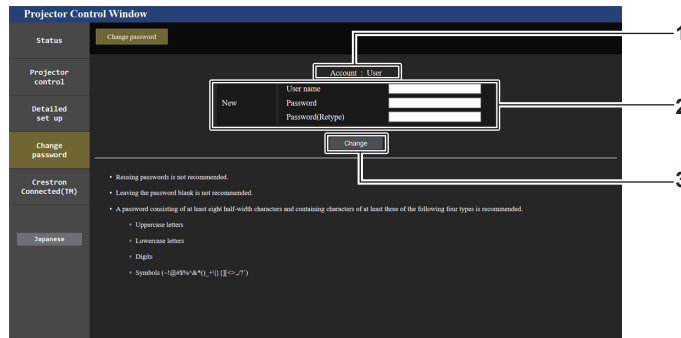 Projector Control Window
Status
Change password
1
Projector
control
Account : User
User name
New
Password
Password(Retype)
2
Detailed
set up
Change
password
Change
3
Crestron
Connected(TM)
Japanese
• Reusing passwords is not recommended.
• Leaving the password blank is not recommended.
• A password consisting of at least eight half-width characters and containing characters of at least three of the following four types is recommended.
Uppercase letters
Lowercase letters
Digits
Symbols